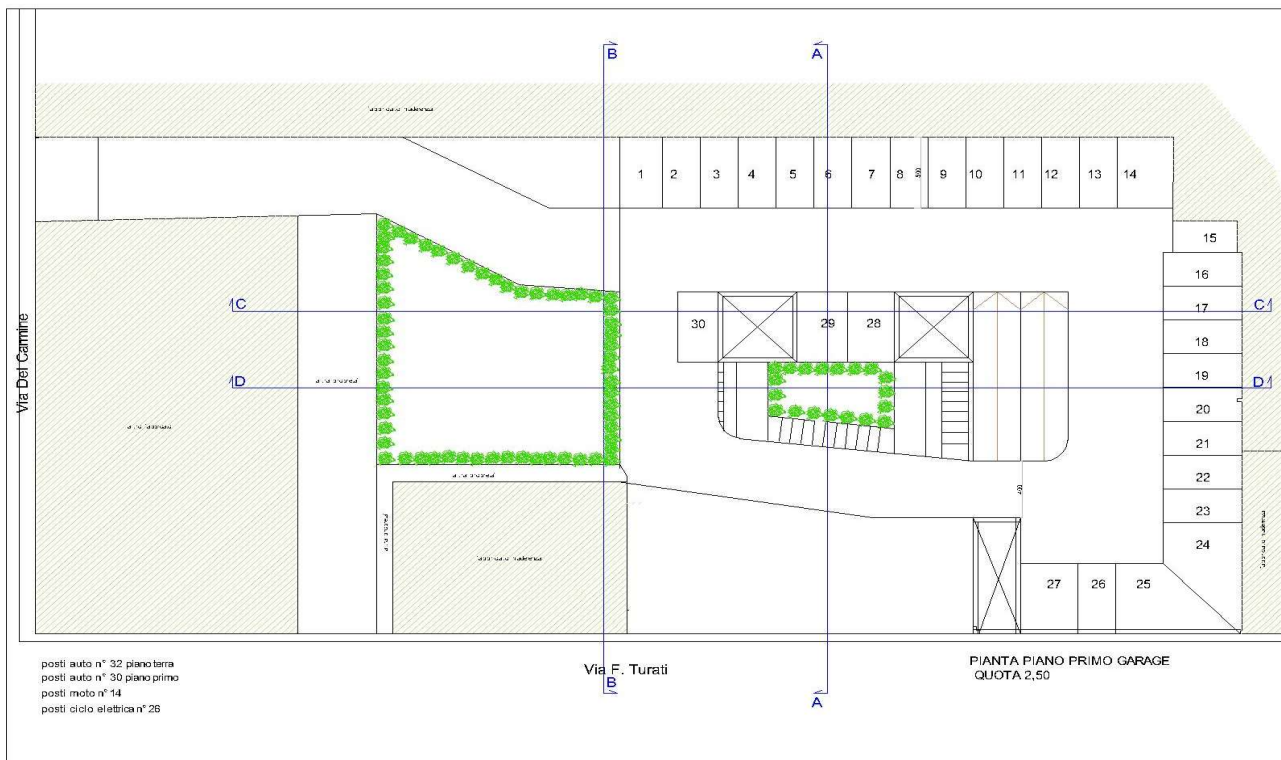 B
A
1 2 3 4 5 6 7 8 500 9 10 11 12 13 14
15
16
C
C
17
30
29
28
18
D
D
19
20
21
22
400
23
24
27
26
25
Via Del Carmine
Via F. Turati
B
A
PIANTA PIANO PRIMO GARAGE
QUOTA 2,50
posti auto n° 32 piano terra
posti auto n° 30 piano primo
posti moto n° 14
posti ciclo elettrica n° 26